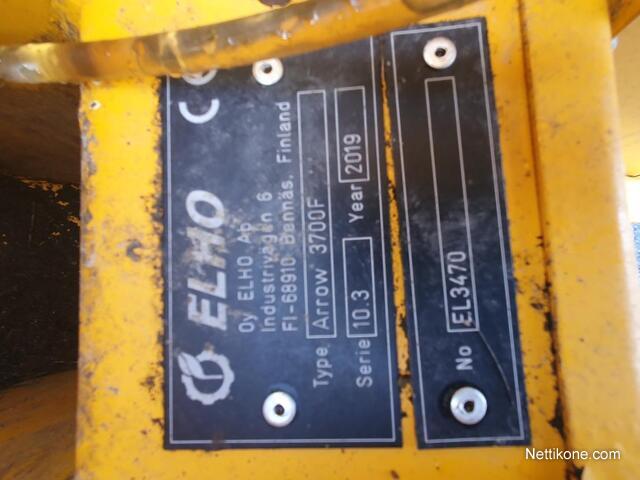 CE
ELHO
Oy ELHO Ab
Industrivägen 6
FI-68910 Bennäs, Finland
Type Arrow 3700F
Serie 10.3 Year 2019
No EL3470
Nettikone.com